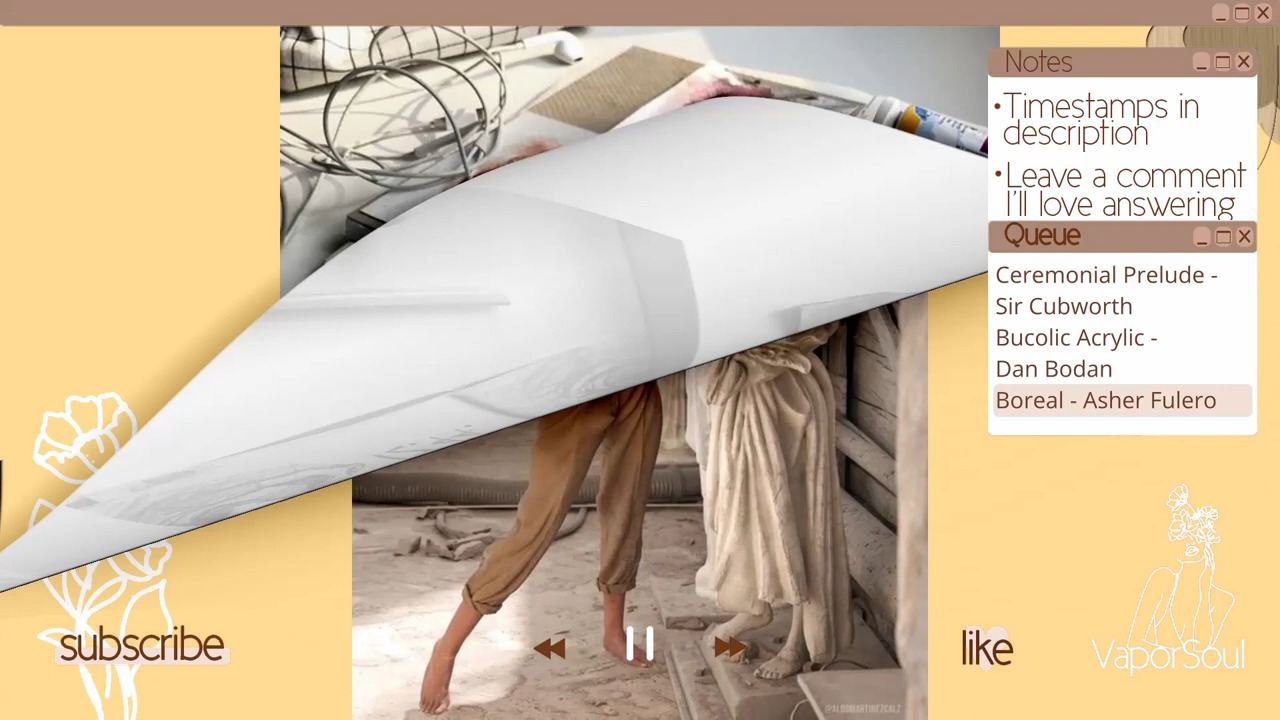 Notes
•Timestamps in
description
•Leave a comment
I'll love answering
Queue
Ceremonial Prelude -
Sir Cubworth
Bucolic Acrylic -
Dan Bodan
Boreal - Asher Fulero
subscribe
like
VaporSoul